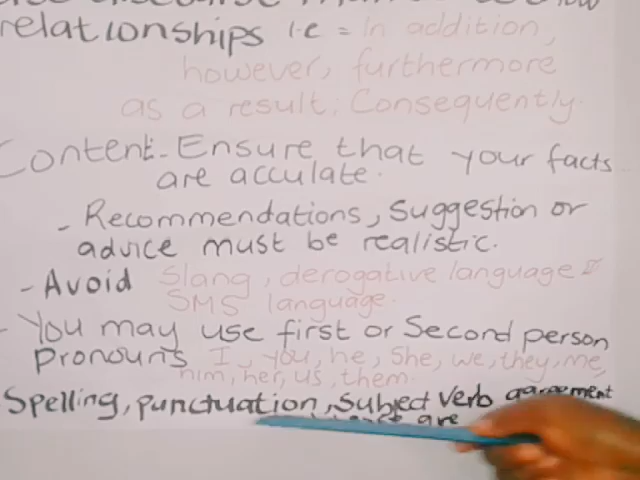 relationships i.e = In addition,
however, furthermore
as a result. Consequently.
Content - Ensure that your facts
are acculate.
- Recommendations, Suggestion or
advice must be realistic.
- Avoid Slang, derogative language
SMS language.
- You may use first or Second person
Pronouns I, you, he, She, we, they, me,
him, her, us, them.
Spelling, punctuation, Subject Verb agreement
are